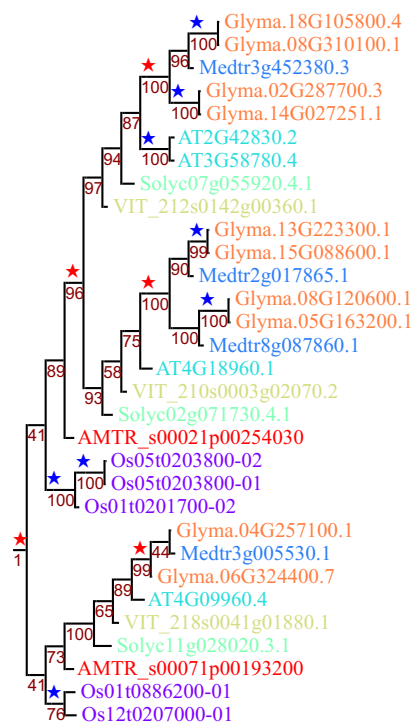 Glyma.18G105800.4
100
Glyma.08G310100.1
96
Medtr3g452380.3
100
Glyma.02G287700.3
87
100
Glyma.14G027251.1
AT2G42830.2
94
100
AT3G58780.4
97
Solyc07g055920.4.1
VIT_212s0142g00360.1
Glyma.13G223300.1
99
Glyma.15G088600.1
96
90
Medtr2g017865.1
100
Glyma.08G120600.1
100
Glyma.05G163200.1
75
100
Medtr8g087860.1
89
58
AT4G18960.1
93
VIT_210s0003g02070.2
Solyc02g071730.4.1
41
AMTR_s00021p00254030
Os05t0203800-02
100
Os05t0203800-01
100
Os01t0201700-02
Glyma.04G257100.1
1
44
Medtr3g005530.1
99
Glyma.06G324400.7
89
AT4G09960.4
65
VIT_218s0041g01880.1
100
Solyc11g028020.3.1
73
AMTR_s00071p00193200
41
Os01t0886200-01
76
Os12t0207000-01